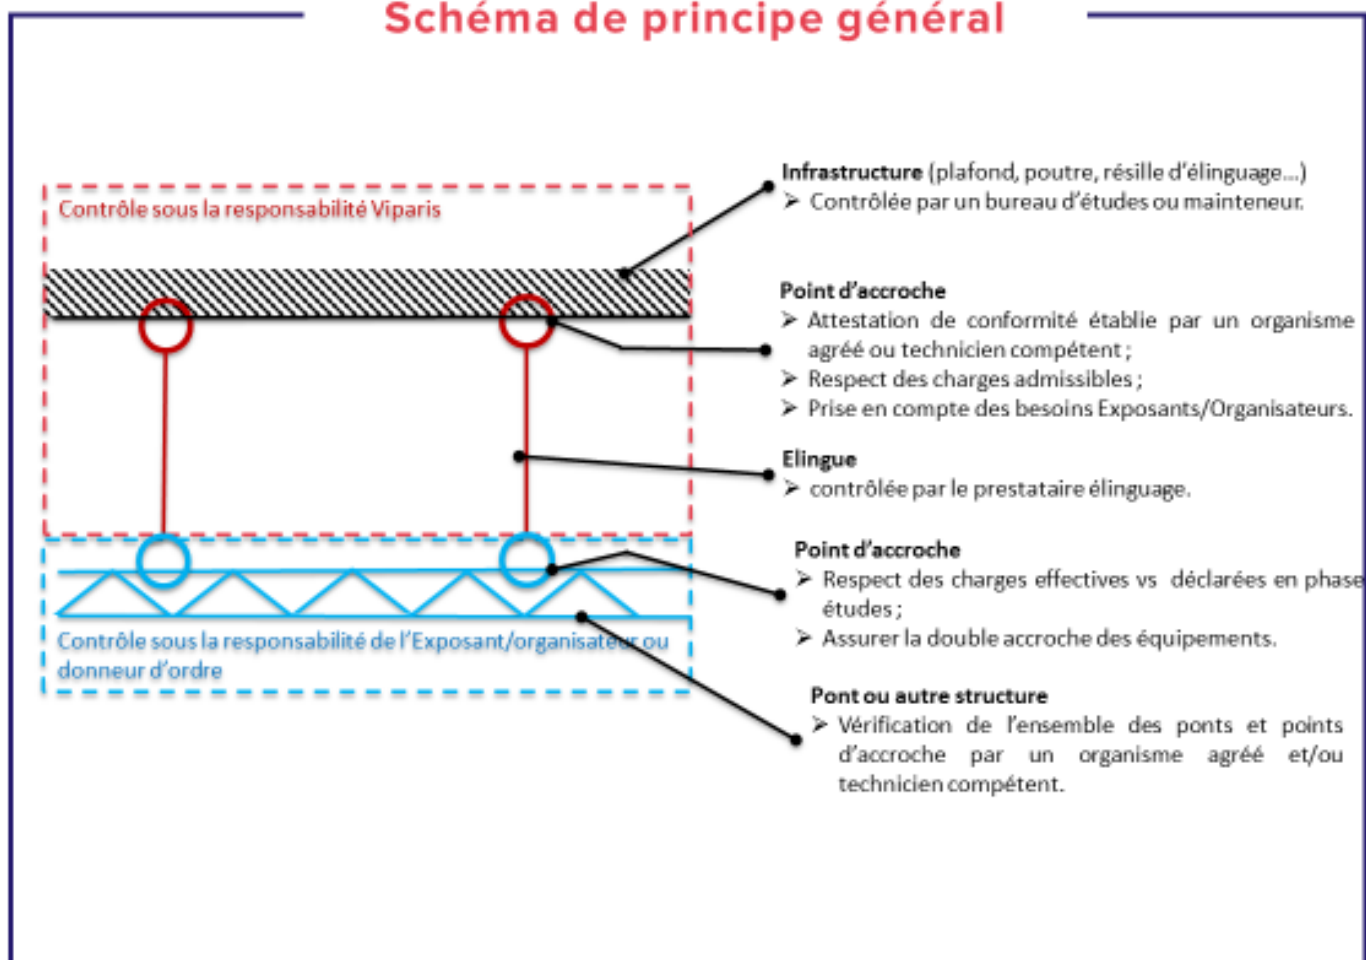 Schéma de principe général
Contrôle sous la responsabilité Viparis
Infrastructure (plafond, poutre, résille d'élinguage...)
➢ Contrôlée par un bureau d'études ou mainteneur.
Point d'accroche
➢ Attestation de conformité établie par un organisme
agréé ou technicien compétent ;
➢ Respect des charges admissibles ;
➢ Prise en compte des besoins Exposants/Organisateurs.
Elingue
➢ contrôlée par le prestataire élinguage.
Point d'accroche
➢ Respect des charges effectives vs déclarées en phase
études ;
➢ Assurer la double accroche des équipements.
Contrôle sous la responsabilité de l'Exposant/organisateur ou
donneur d'ordre
Pont ou autre structure
➢ Vérification de l'ensemble des ponts et points
d'accroche par un organisme agréé et/ou
technicien compétent.